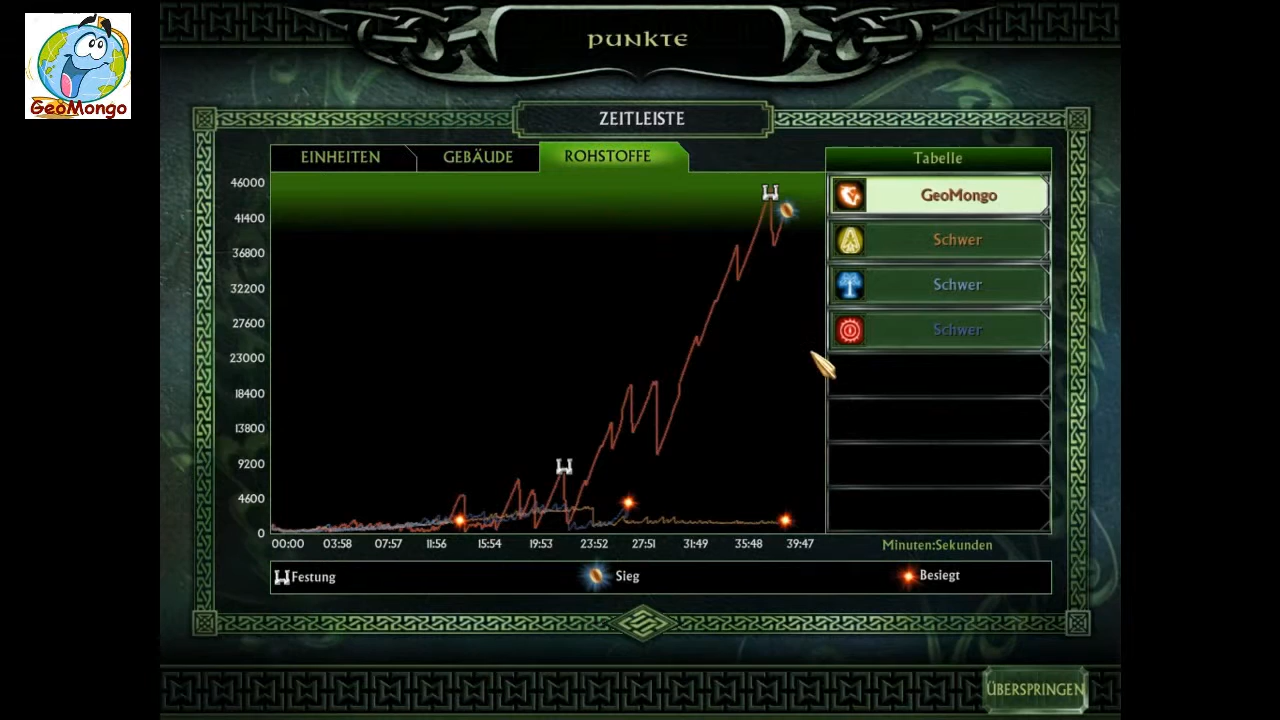 PUNKTE
GeoMongo
ZEITLEISTE
EINHEITEN GEBÄUDE ROHSTOFFE
Tabelle
46000
41400
36800
32200
27600
23000
18400
13800
9200
4600
0
GeoMongo
Schwer
Schwer
Schwer
00:00 03:58 07:57 11:56 15:54 19:53 23:52 27:51 31:49 35:48 39:47
Minuten:Sekunden
Festung Sieg Besiegt
ÜBERSPRINGEN